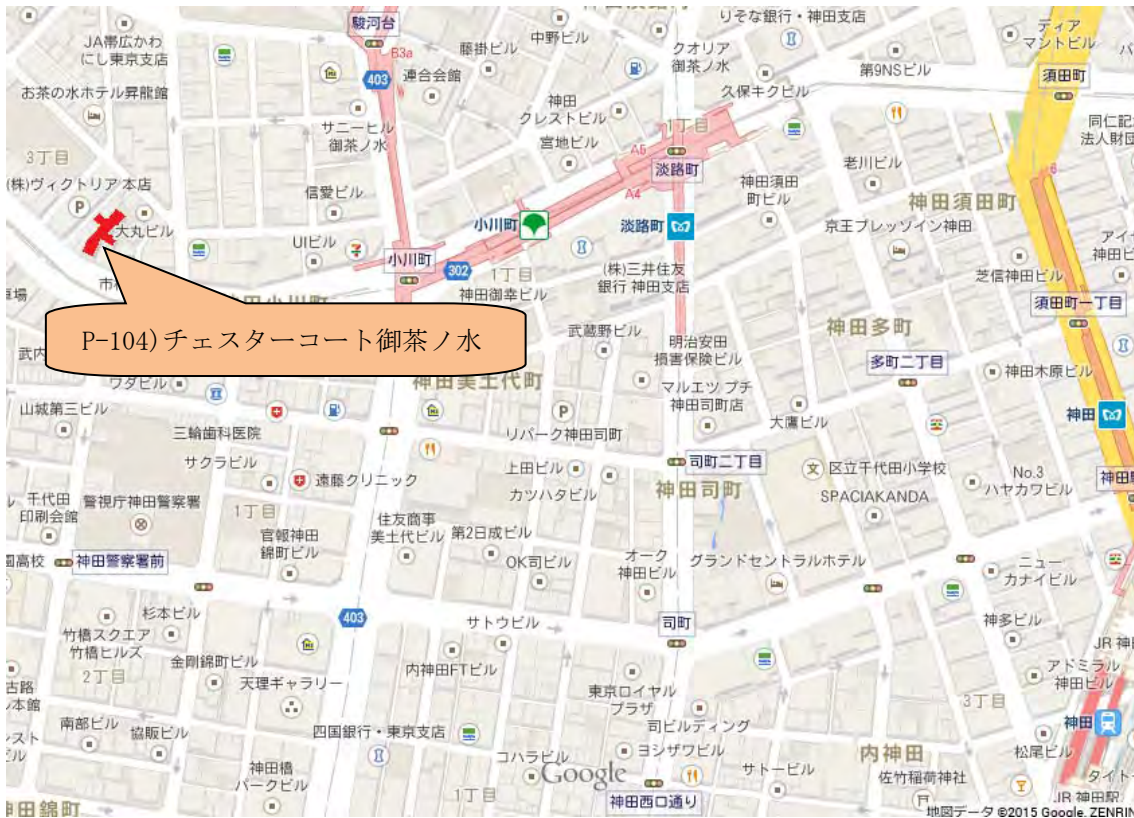 りそな銀行・神田支店
駿河台
中野ビル
ディア
マントビル
JA帯広かわ
にし東京支店
B3a
藤掛ビル
クオリア
御茶ノ水
403
連合会館
第9NSビル
須田町
お茶の水ホテル昇龍館
久保キクビル
神田
クレストビル
サニーヒル
御茶ノ水
1丁目
宮地ビル
3丁目
A5
淡路町
老川ビル
(株)ヴィクトリア本店
信愛ビル
A4
神田須田
町ビル
6
神田須田町
P
大丸ビル
小川町
淡路町
京王プレッソイン神田
UIビル
小川町
302
1丁目
(株)三井住友
銀行 神田支店
芝信神田ビル
神田御幸ビル
須田町一丁目
P-104)チェスターコート御茶ノ水
武蔵野ビル
神田多町
明治安田
損害保険ビル
多町二丁目
神田木原ビル
ワダビル
神田美土代町
マルエツ プチ
神田司町店
山城第三ビル
P
神田
三輪歯科医院
リパーク神田司町
大鷹ビル
サクラビル
司町二丁目
遠藤クリニック
上田ビル
文
区立千代田小学校
No.3
ハヤカワビル
千代田
印刷会館
警視庁神田警察署
カツハタビル
神田司町
SPACIAKANDA
1丁目
官報神田
錦町ビル
住友商事
美土代ビル
第2日成ビル
神田警察署前
OK司ビル
オーク
神田ビル
グランドセントラルホテル
ニュー
カナイビル
杉本ビル
403
サトウビル
司町
神多ビル
竹橋スクエア
竹橋ヒルズ
金剛錦町ビル
内神田FTビル
アドミラル
神田ビル
2丁目
天理ギャラリー
東京ロイヤル
プラザ
3丁目
南部ビル
協販ビル
四国銀行・東京支店
司ビルディング
神田
ヨシザワビル
内神田
松尾ビル
神田橋
パークビル
コハラビル
Google
サトービル
佐竹稲荷神社
1丁目
神田西口通り
JR 神田駅
神田錦町
地図データ ©2015 Google, ZENRIN